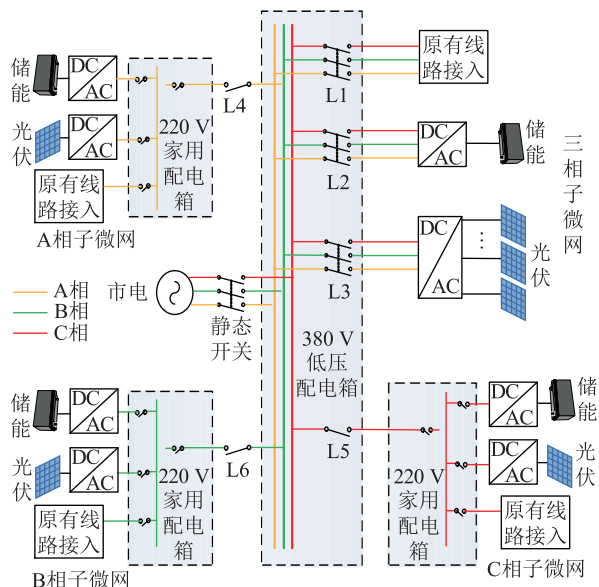 储
能
DC
AC
光
伏
DC
AC
原有线
路接入
A相子微网
220 V
家用
配电
箱
L4
L1
原有线
路接入
L2
DC
AC
储
能
三
相
子
微
网
L3
DC
AC
⋮
光
伏
A相
B相
C相
市电
静态
开关
380 V
低压
配电箱
储
能
DC
AC
光
伏
DC
AC
原有线
路接入
B相子微网
220 V
家用
配电
箱
L6
L5
220 V
家用
配电
箱
DC
AC
储
能
DC
AC
光
伏
原有线
路接入
C相子微网